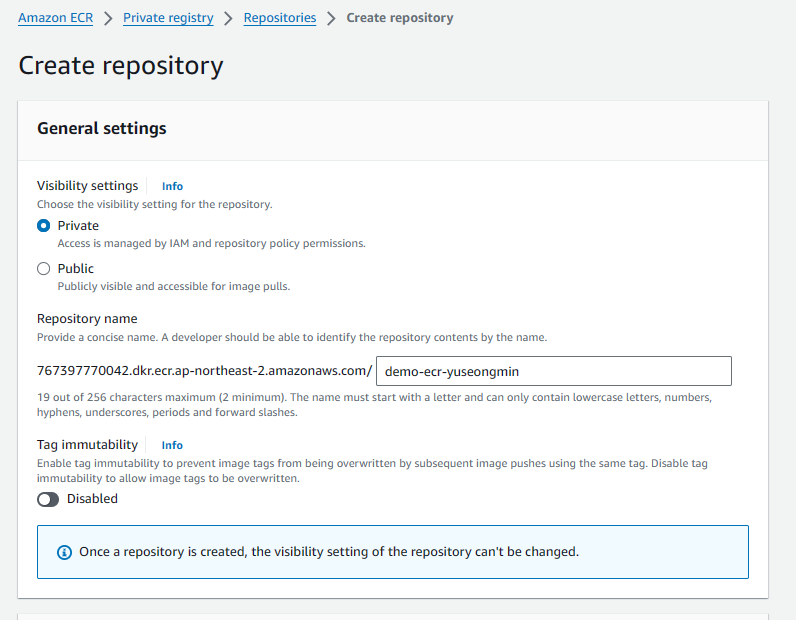 Amazon ECR > Private registry > Repositories > Create repository
Create repository
General settings
Visibility settings Info
Choose the visibility setting for the repository.
Private
Access is managed by IAM and repository policy permissions.
Public
Publicly visible and accessible for image pulls.
Repository name
Provide a concise name. A developer should be able to identify the repository contents by the name.
767397770042.dkr.ecr.ap-northeast-2.amazonaws.com/ demo-ecr-yuseongmin
19 out of 256 characters maximum (2 minimum). The name must start with a letter and can only contain lowercase letters, numbers,
hyphens, underscores, periods and forward slashes.
Tag immutability Info
Enable tag immutability to prevent image tags from being overwritten by subsequent image pushes using the same tag. Disable tag
immutability to allow image tags to be overwritten.
Disabled
Once a repository is created, the visibility setting of the repository can't be changed.